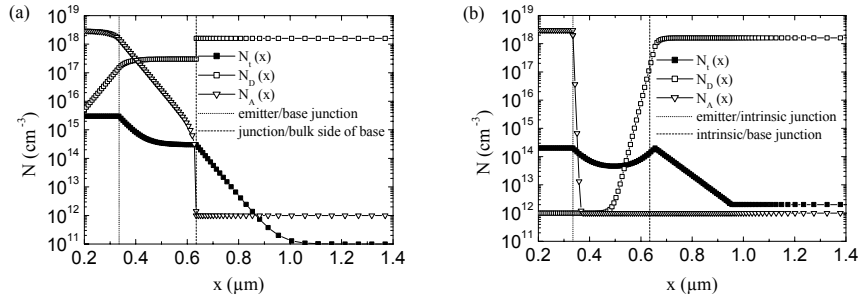 (a)
10^19
10^18
10^17
10^16
10^15
10^14
10^13
10^12
10^11
N (cm^-3)
N_t (x)
N_D (x)
N_A (x)
emitter/base junction
junction/bulk side of base
0.2 0.4 0.6 0.8 1.0 1.2 1.4
x (μm)
(b)
10^19
10^18
10^17
10^16
10^15
10^14
10^13
10^12
10^11
N (cm^-3)
N_t (x)
N_D (x)
N_A (x)
emitter/intrinsic junction
intrinsic/base junction
0.2 0.4 0.6 0.8 1.0 1.2 1.4
x (μm)